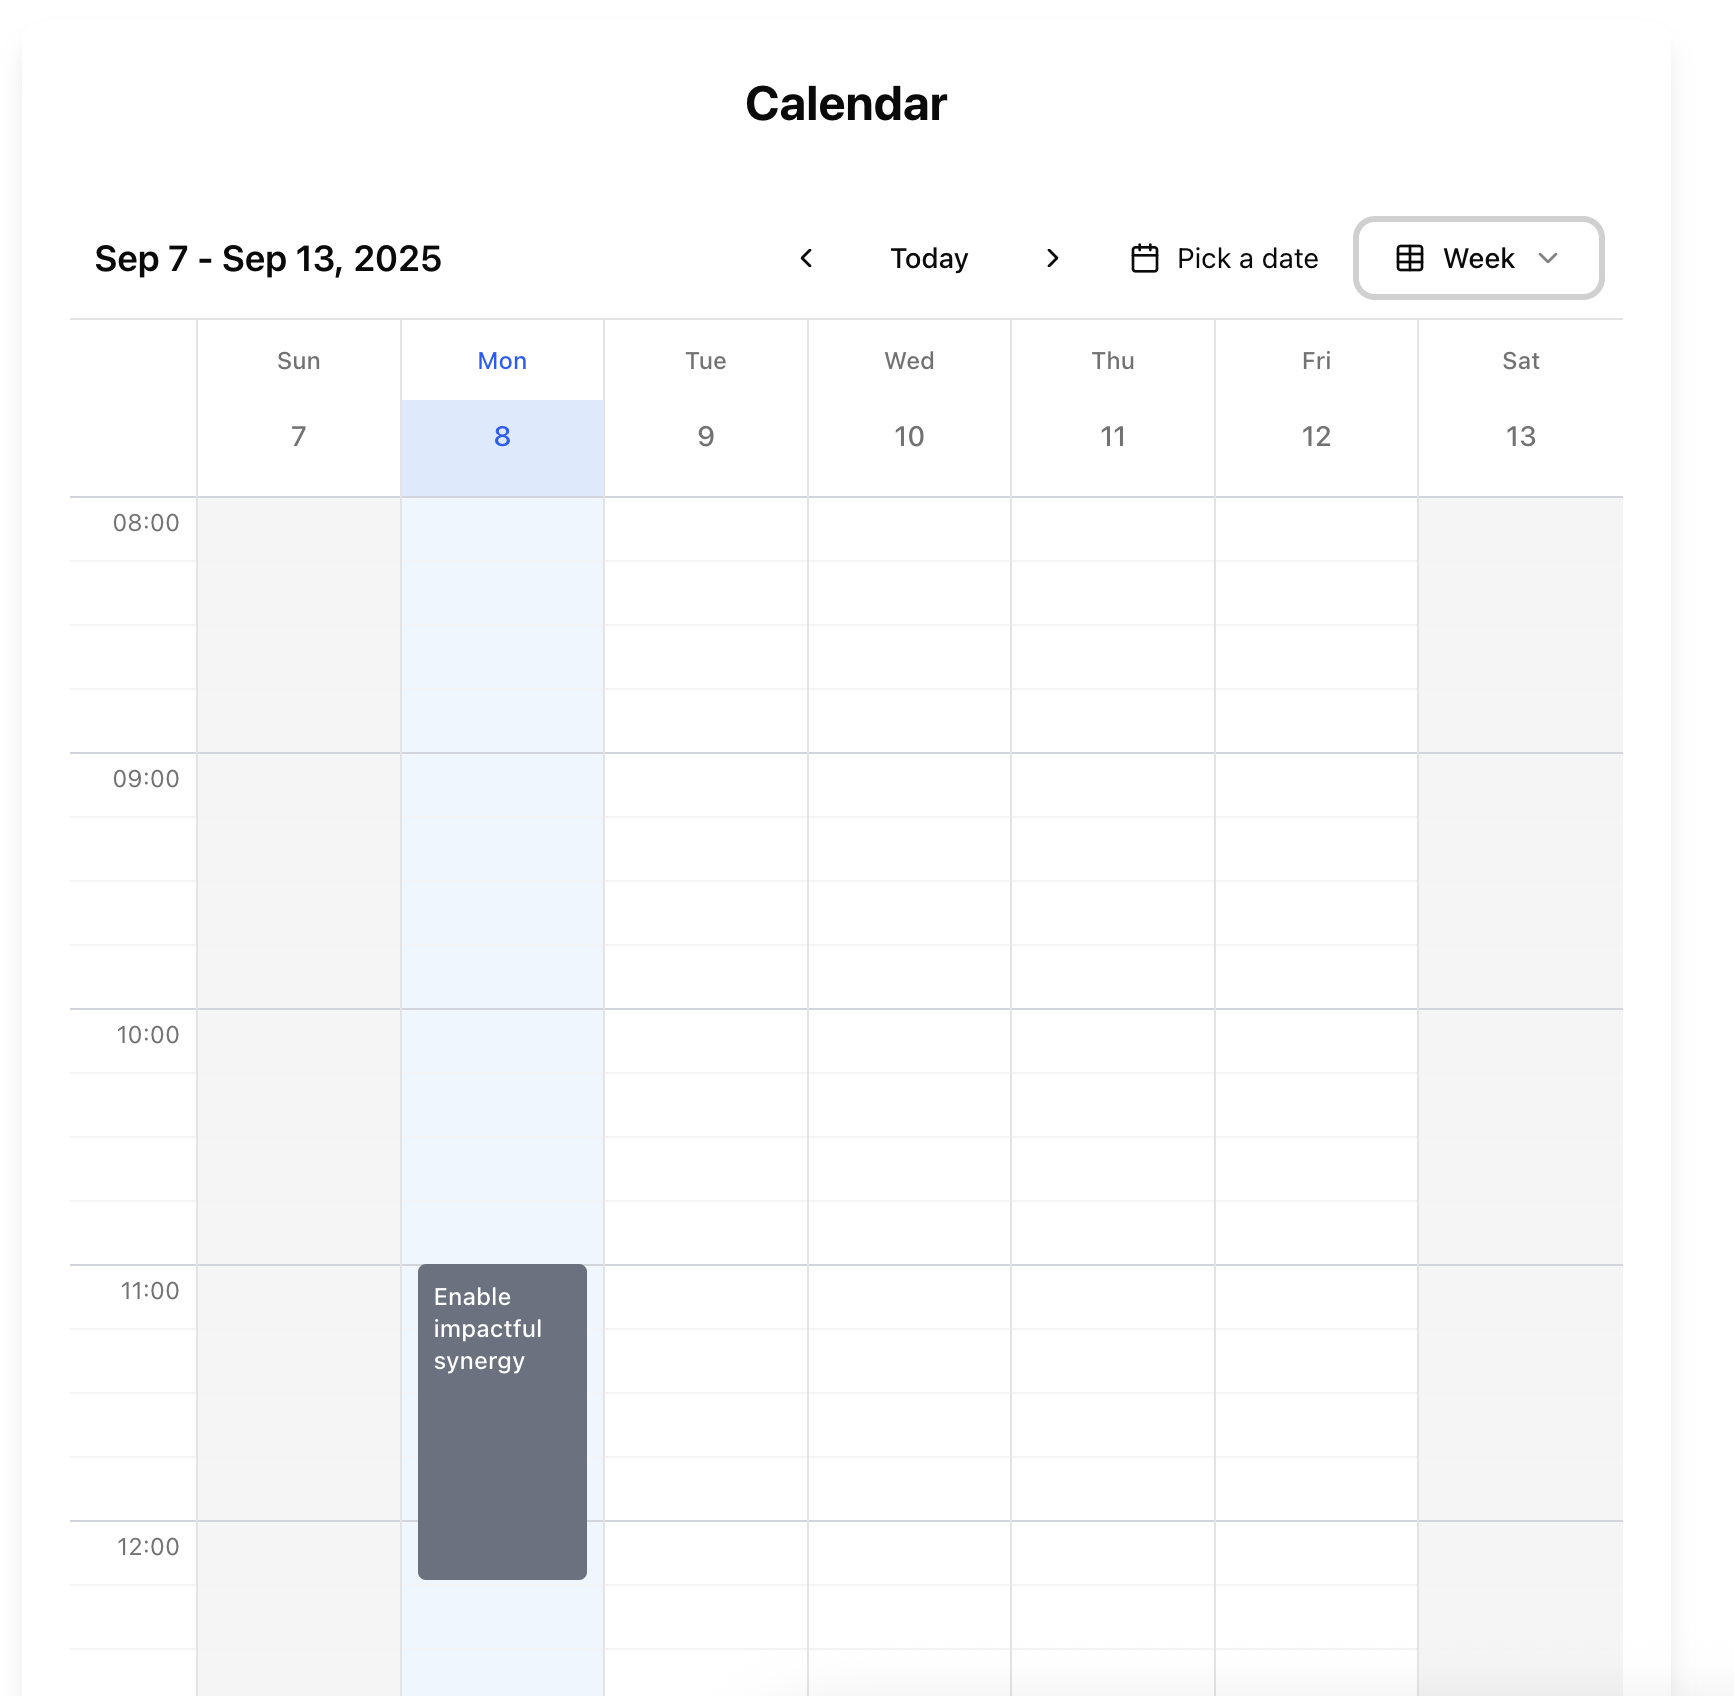 Calendar
Sep 7 - Sep 13, 2025
Today
Pick a date
Week
Sun Mon Tue Wed Thu Fri Sat
7 8 9 10 11 12 13
08:00
09:00
10:00
11:00
Enable
impactful
synergy
12:00